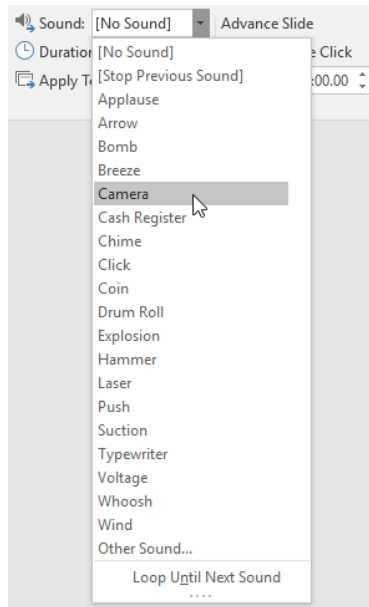 Sound: [No Sound] Advance Slide
Duratio e Click
Apply T :00.00
[No Sound]
[Stop Previous Sound]
Applause
Arrow
Bomb
Breeze
Camera
Cash Register
Chime
Click
Coin
Drum Roll
Explosion
Hammer
Laser
Push
Suction
Typewriter
Voltage
Whoosh
Wind
Other Sound...
Loop Until Next Sound